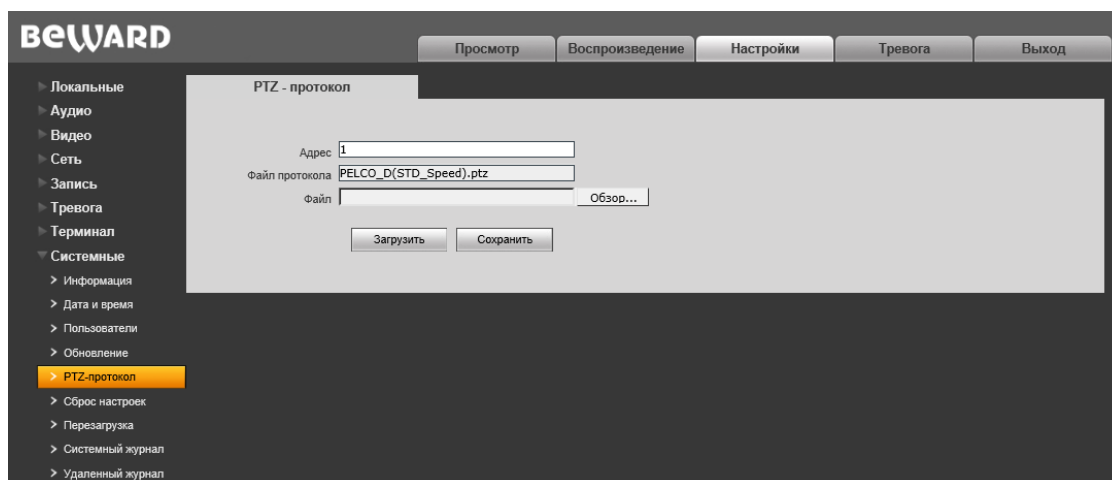 BEWARD
Просмотр Воспроизведение Настройки Тревога Выход
Локальные
Аудио
Видео
Сеть
Запись
Тревога
Терминал
Системные
Информация
Дата и время
Пользователи
Обновление
PTZ-протокол
Сброс настроек
Перезагрузка
Системный журнал
Удаленный журнал
PTZ - протокол
Адрес 1
Файл протокола PELCO_D(STD_Speed).ptz
Файл Обзор...
Загрузить Сохранить